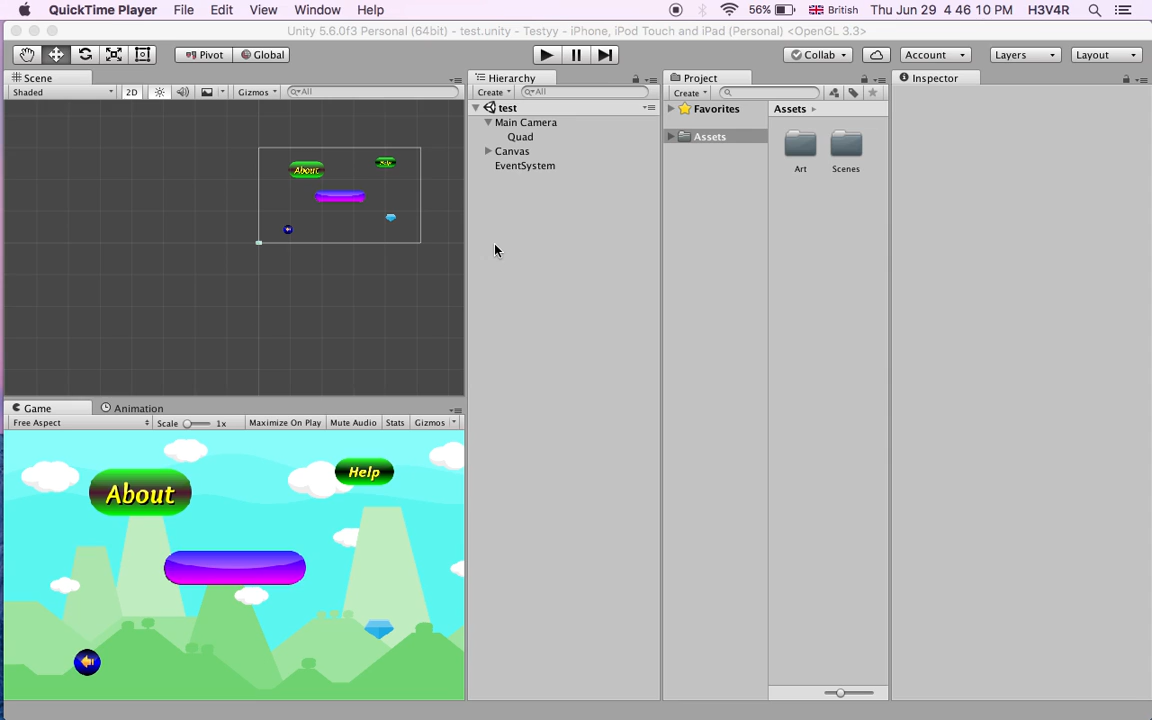 QuickTime Player File Edit View Window Help 56% British Thu Jun 29 4 46 10 PM H3V4R
Unity 5.6.0f3 Personal (64bit) - test.unity - Testyy - iPhone, iPod Touch and iPad (Personal) <OpenGL 3.3>
Pivot Global Collab Account Layers Layout
Scene Hierarchy Project Inspector
Shaded 2D Gizmos All Create All Create
test
Main Camera
Quad
Canvas
EventSystem
Favorites
Assets
Assets
Art Scenes
About Help
Game Animation
Free Aspect Scale 1x Maximize On Play Mute Audio Stats Gizmos
Help
About